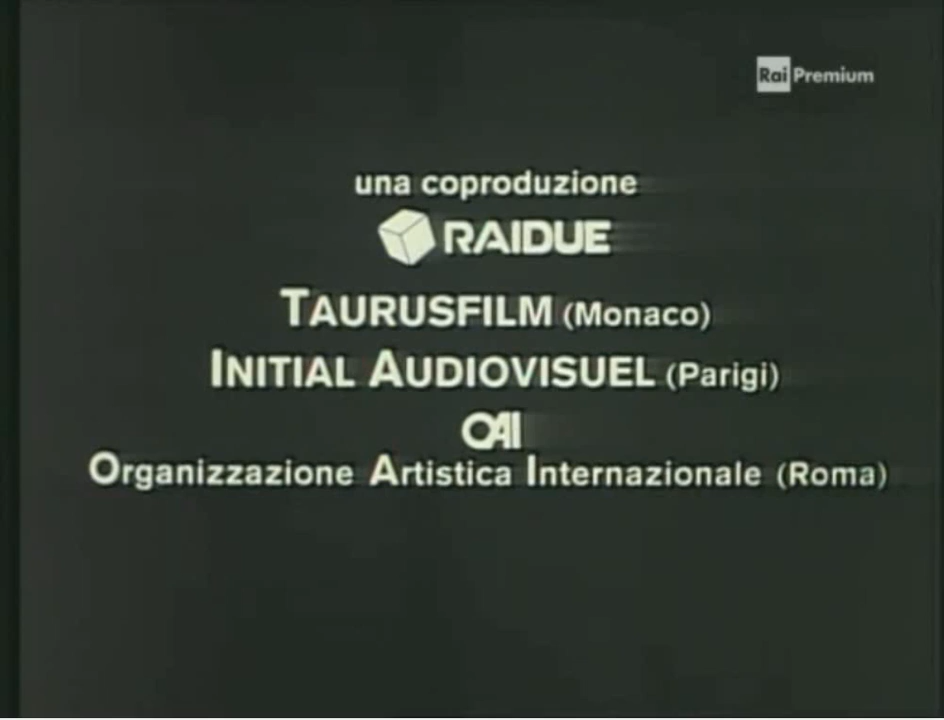 Rai Premium
una coproduzione
RAIDUE
TAURUSFILM (Monaco)
INITIAL AUDIOVISUEL (Parigi)
OAI
Organizzazione Artistica Internazionale (Roma)